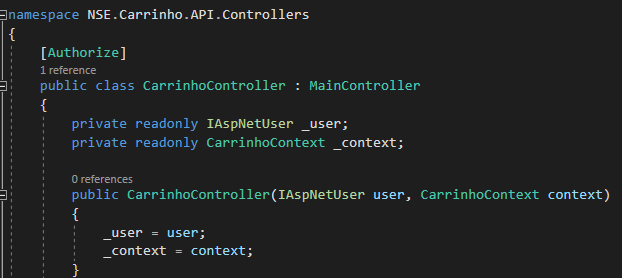 namespace NSE.Carrinho.API.Controllers
{
[Authorize]
1 reference
public class CarrinhoController : MainController
{
private readonly IAspNetUser _user;
private readonly CarrinhoContext _context;
0 references
public CarrinhoController(IAspNetUser user, CarrinhoContext context)
{
_user = user;
_context = context;
}